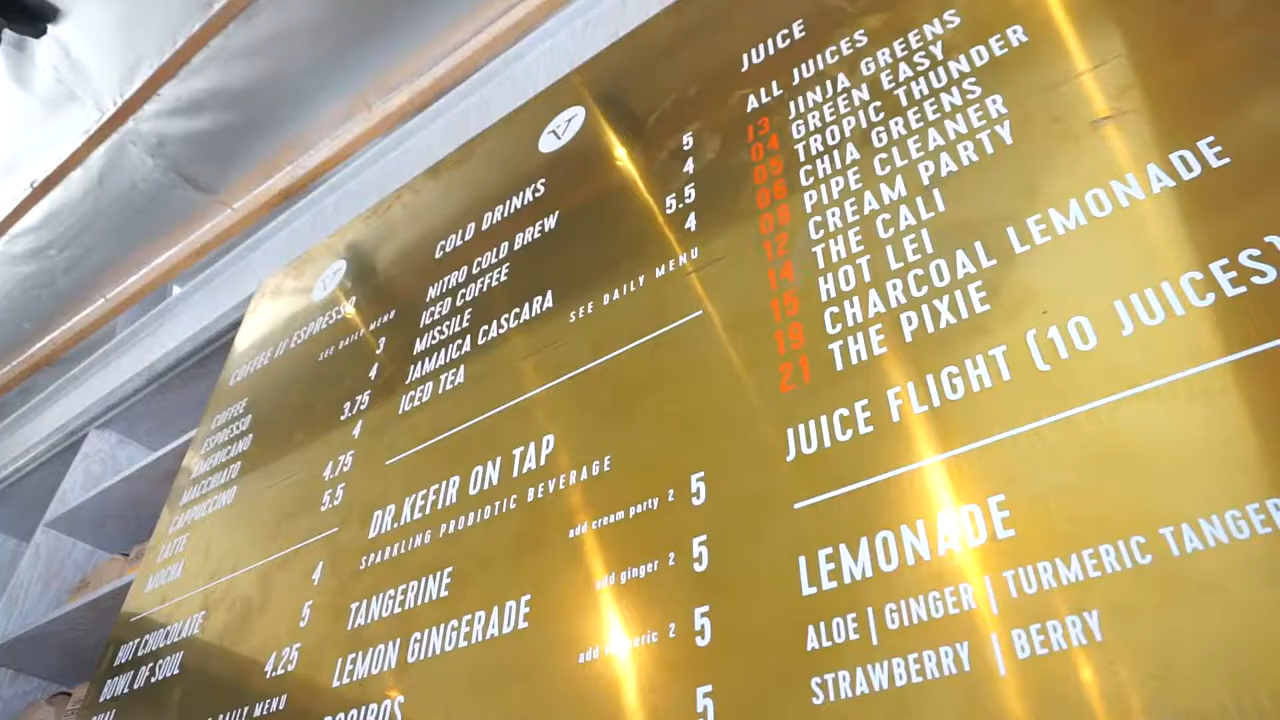 V
COFFEE // ESPRESSO
COFFEE SEE DAILY MENU
ESPRESSO 3
AMERICANO 4
MACCHIATO 3.75
CAPPUCCINO 4
LATTE 4.75
MOCHA 5.5
HOT CHOCOLATE 4
BOWL OF SOUL 5
4.25
DAILY MENU
V
COLD DRINKS
NITRO COLD BREW 5
ICED COFFEE 4
MISSILE 5.5
JAMAICA CASCARA 4
ICED TEA SEE DAILY MENU
DR.KEFIR ON TAP
SPARKLING PROBIOTIC BEVERAGE
TANGERINE add cream party 2 5
LEMON GINGERADE add ginger 2 5
ROOIBOS add 2 5
5
JUICE
ALL JUICES
13 JINJA GREENS
04 GREEN EASY
05 TROPIC THUNDER
06 CHIA GREENS
09 PIPE CLEANER
12 CREAM PARTY
14 THE CALI
15 HOT LEI
19 CHARCOAL LEMONADE
21 THE PIXIE
JUICE FLIGHT (10 JUICES)
LEMONADE
ALOE | GINGER | TURMERIC TANGER
STRAWBERRY | BERRY